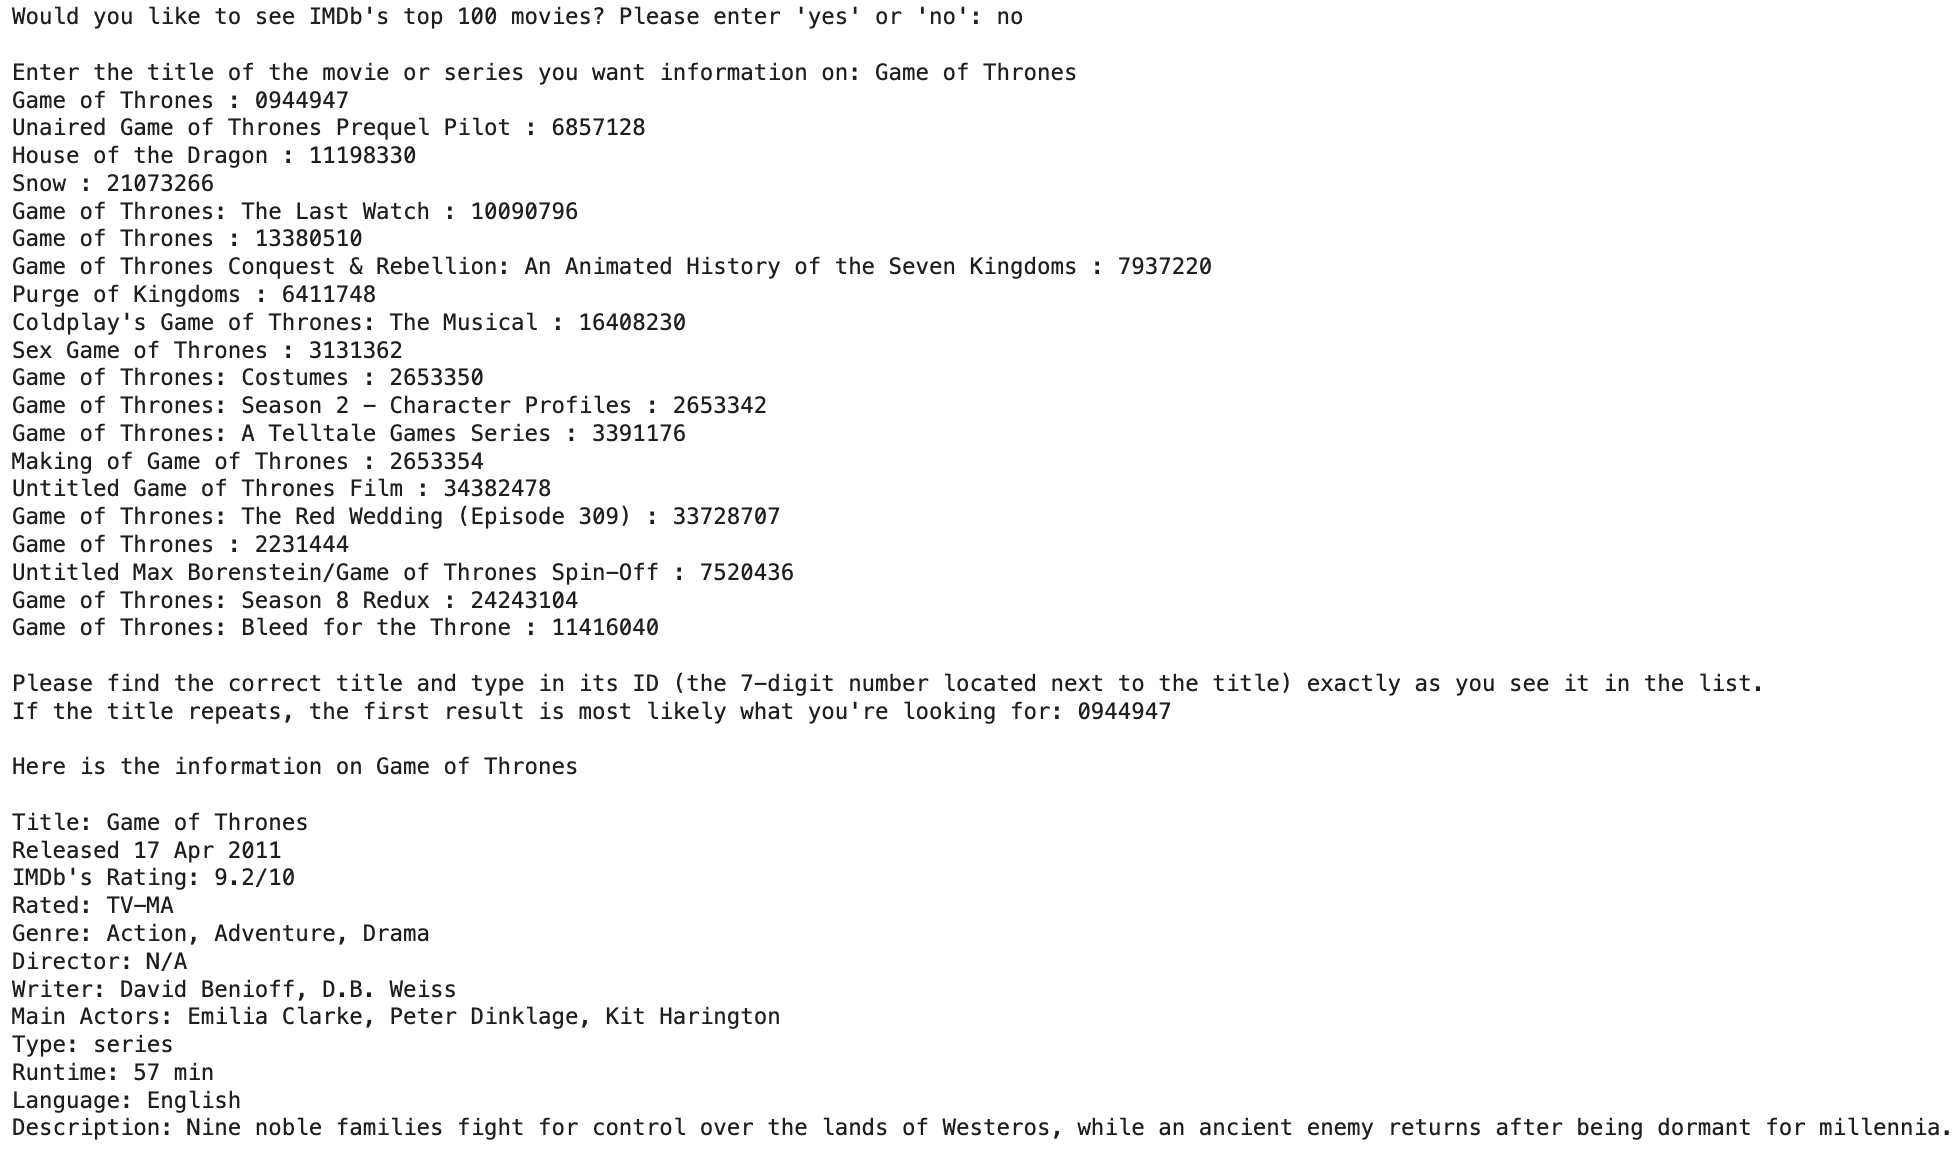 Would you like to see IMDb's top 100 movies? Please enter 'yes' or 'no': no
Enter the title of the movie or series you want information on: Game of Thrones
Game of Thrones : 0944947
Unaired Game of Thrones Prequel Pilot : 6857128
House of the Dragon : 11198330
Snow : 21073266
Game of Thrones: The Last Watch : 10090796
Game of Thrones : 13380510
Game of Thrones Conquest & Rebellion: An Animated History of the Seven Kingdoms : 7937220
Purge of Kingdoms : 6411748
Coldplay's Game of Thrones: The Musical : 16408230
Sex Game of Thrones : 3131362
Game of Thrones: Costumes : 2653350
Game of Thrones: Season 2 - Character Profiles : 2653342
Game of Thrones: A Telltale Games Series : 3391176
Making of Game of Thrones : 2653354
Untitled Game of Thrones Film : 34382478
Game of Thrones: The Red Wedding (Episode 309) : 33728707
Game of Thrones : 2231444
Untitled Max Borenstein/Game of Thrones Spin-Off : 7520436
Game of Thrones: Season 8 Redux : 24243104
Game of Thrones: Bleed for the Throne : 11416040
Please find the correct title and type in its ID (the 7-digit number located next to the title) exactly as you see it in the list.
If the title repeats, the first result is most likely what you're looking for: 0944947
Here is the information on Game of Thrones
Title: Game of Thrones
Released 17 Apr 2011
IMDb's Rating: 9.2/10
Rated: TV-MA
Genre: Action, Adventure, Drama
Director: N/A
Writer: David Benioff, D.B. Weiss
Main Actors: Emilia Clarke, Peter Dinklage, Kit Harington
Type: series
Runtime: 57 min
Language: English
Description: Nine noble families fight for control over the lands of Westeros, while an ancient enemy returns after being dormant for millennia.